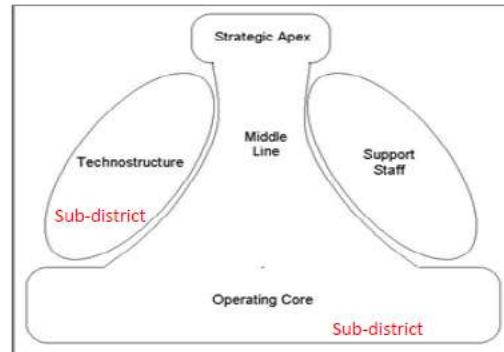 Strategic Apex
Middle
Line
Technostructure
Support
Staff
Sub-district
Operating Core
Sub-district